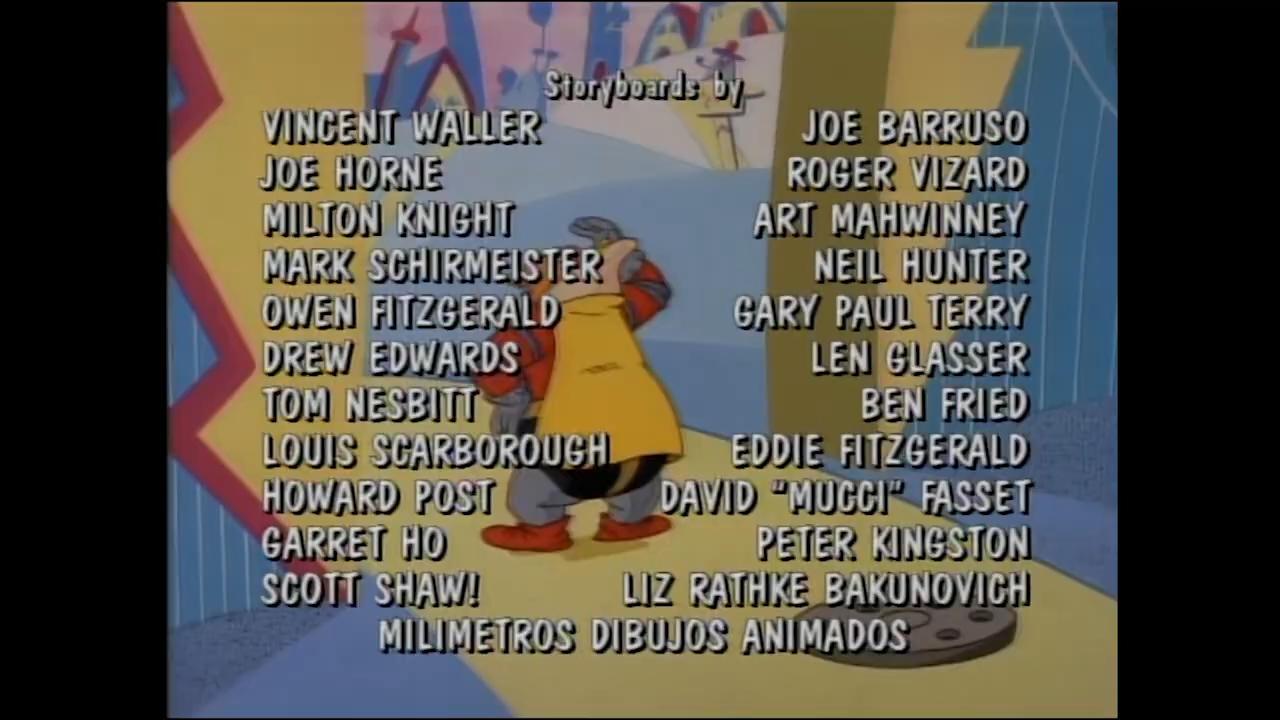 Storyboards by
VINCENT WALLER JOE BARRUSO
JOE HORNE ROGER VIZARD
MILTON KNIGHT ART MAHWINNEY
MARK SCHIRMEISTER NEIL HUNTER
OWEN FITZGERALD GARY PAUL TERRY
DREW EDWARDS LEN GLASSER
TOM NESBITT BEN FRIED
LOUIS SCARBOROUGH EDDIE FITZGERALD
HOWARD POST DAVID "MUCCI" FASSET
GARRET HO PETER KINGSTON
SCOTT SHAW! LIZ RATHKE BAKUNOVICH
MILIMETROS DIBUJOS ANIMADOS